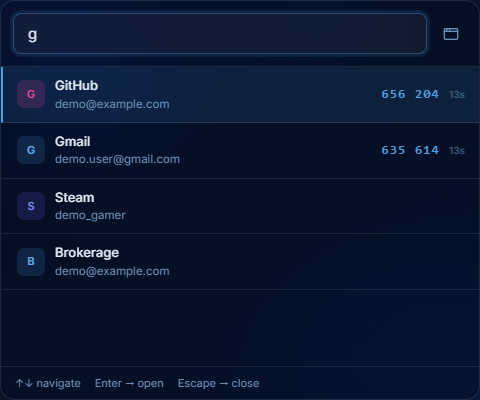 g
G GitHub 656 204 13s
demo@example.com
G Gmail 635 614 13s
demo.user@gmail.com
S Steam
demo_gamer
B Brokerage
demo@example.com
↑↓ navigate Enter → open Escape → close